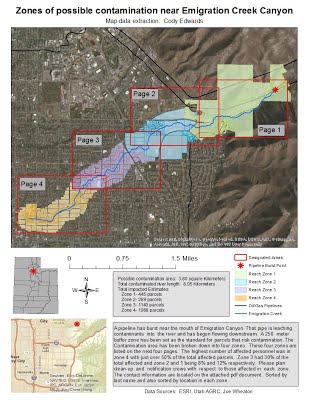 Zones of possible contamination near Emigration Creek Canyon
Map data extraction: Cody Edwards
Page 2
Page 1
Page 3
Page 4
0 0.75 1.5 Miles
N
W E
S
Designated Areas
Pipeline Burst Point
Reach Zone 1
Reach Zone 2
Reach Zone 3
Reach Zone 4
Oil/Gas Pipelines
Emigration Creek
Possible contamination area: 3.80 square Kilometers
Total contaminated river length: 8.05 Kilometers
Total Impacted Estimates
Zone 1- 445 parcels
Zone 2- 299 parcels
Zone 3- 1140 parcels
Zone 4- 1968 parcels
A pipeline has burst near the mouth of Emigration Canyon. That pipe is leaching
contaminants into the river and has begun flowing downstream. A 250 meter
buffer zone has been set as the standard for parcels that risk contamination. The
Contamination area has been broken down into four zones. These four zones are
listed on the next four pages. The highest number of affected personnel was in
zone 4 with just over 50% of the total affected parcels. Zone 3 had 30% of the
total affected and zone 2 and 1 being 8% and 12% respectively. Please plan
clean-up and notification crews with respect to those affected in each zone.
The contact information are located on the attached pdf document. Sorted by
last name and also sorted by location in each zone
Data Sources: ESRI, Utah AGRC, Joe Wheaton